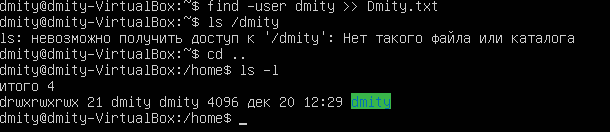 dmity@dmity-VirtualBox:~$ find -user dmity >> Dmity.txt
dmity@dmity-VirtualBox:~$ ls /dmity
ls: невозможно получить доступ к '/dmity': Нет такого файла или каталога
dmity@dmity-VirtualBox:~$ cd ..
dmity@dmity-VirtualBox:/home$ ls -l
итого 4
drwxrwxrwx 21 dmity dmity 4096 дек 20 12:29 dmity
dmity@dmity-VirtualBox:/home$ _